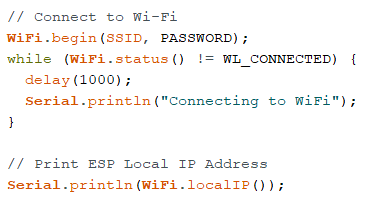 // Connect to Wi-Fi
WiFi.begin(SSID, PASSWORD);
while (WiFi.status() != WL_CONNECTED) {
  delay(1000);
  Serial.println("Connecting to WiFi");
}

// Print ESP Local IP Address
Serial.println(WiFi.localIP());